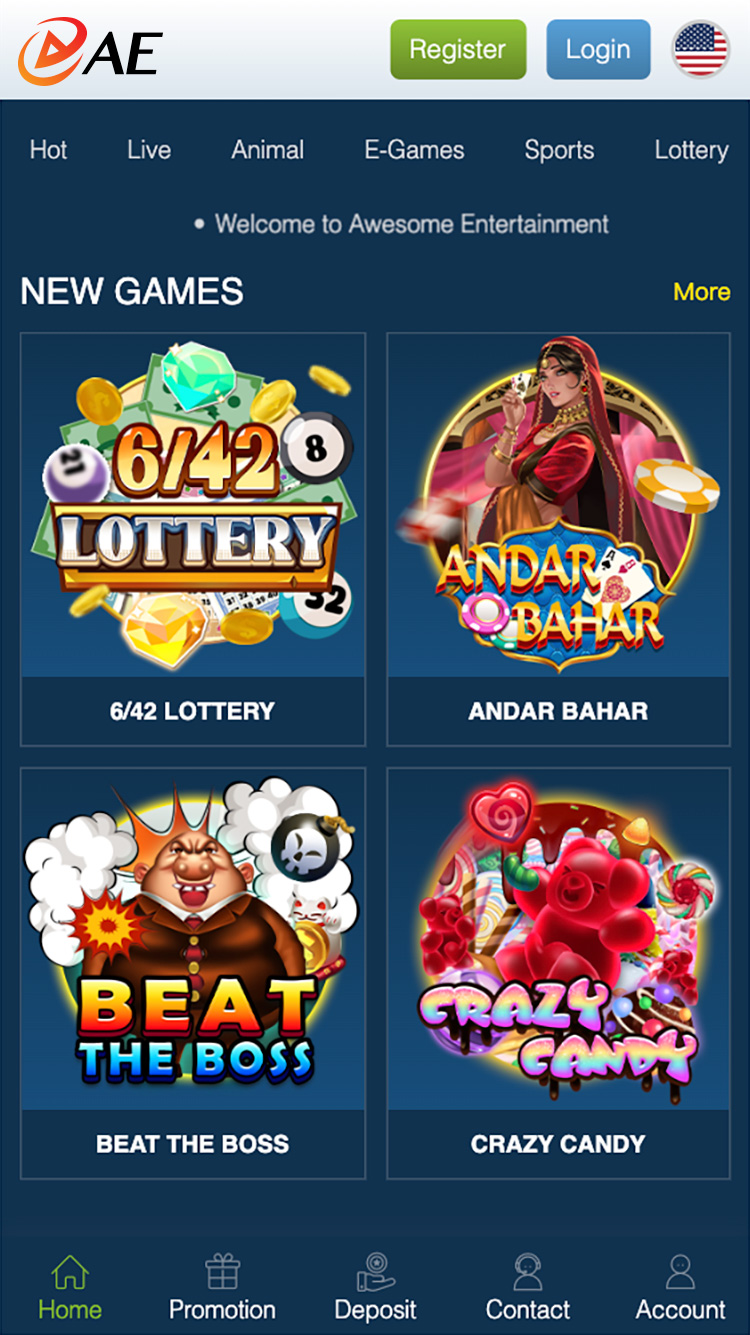 AE
Register
Login
Hot
Live
Animal
E-Games
Sports
Lottery
• Welcome to Awesome Entertainment
NEW GAMES
More
21
6/42
8
LOTTERY
32
6/42 LOTTERY
ANDAR
BAHAR
ANDAR BAHAR
BEAT
THE BOSS
BEAT THE BOSS
CRAZY
CANDY
CRAZY CANDY
Home
Promotion
Deposit
Contact
Account